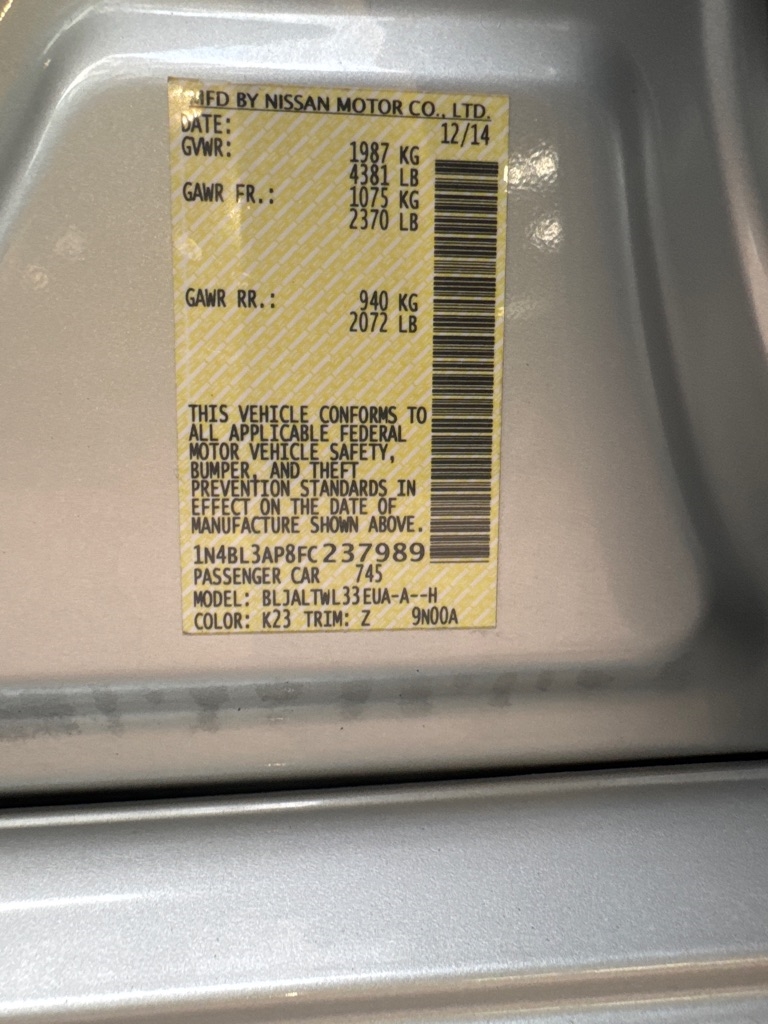 MFD BY NISSAN MOTOR CO., LTD.
DATE: 12/14
GVWR: 1987 KG
4381 LB
GAWR FR.: 1075 KG
2370 LB
GAWR RR.: 940 KG
2072 LB
THIS VEHICLE CONFORMS TO
ALL APPLICABLE FEDERAL
MOTOR VEHICLE SAFETY,
BUMPER, AND THEFT
PREVENTION STANDARDS IN
EFFECT ON THE DATE OF
MANUFACTURE SHOWN ABOVE.
1N4BL3AP8FC237989
PASSENGER CAR 745
MODEL: BLJALTWL33EUA-A--H
COLOR: K23 TRIM: Z 9N00A